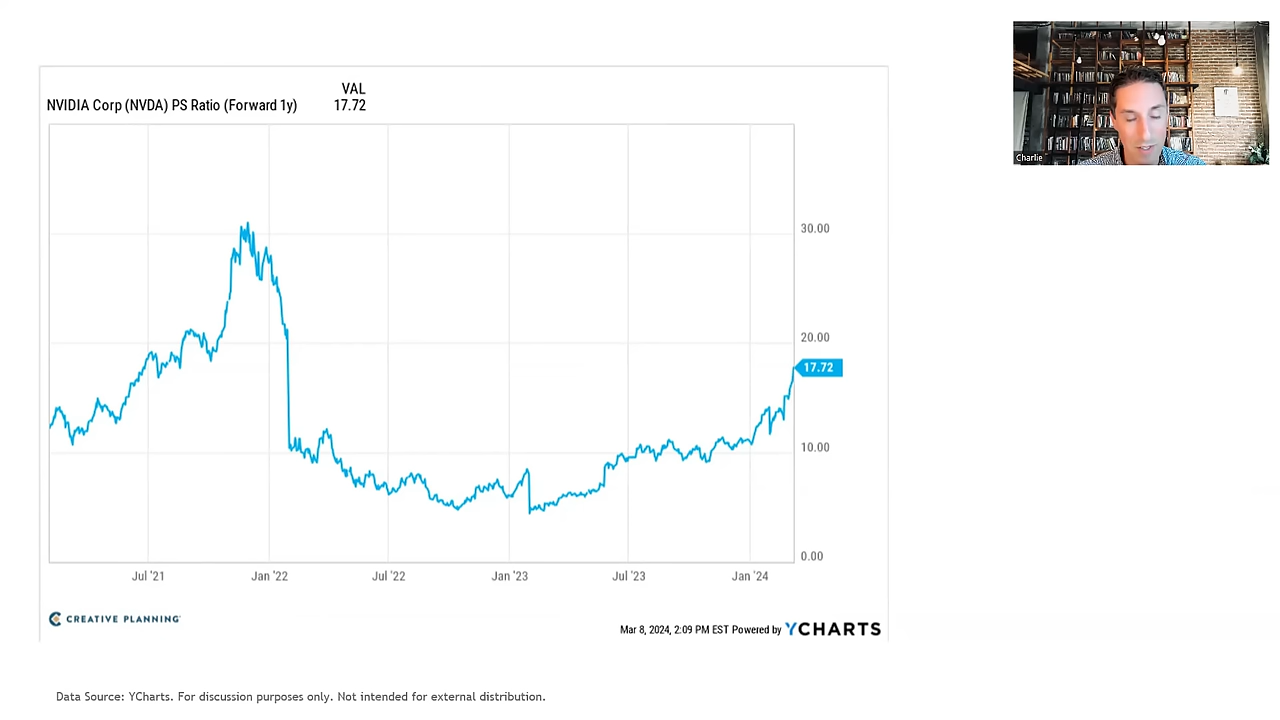 VAL
NVIDIA Corp (NVDA) PS Ratio (Forward 1y) 17.72
30.00
20.00
17.72
10.00
0.00
Jul '21 Jan '22 Jul '22 Jan '23 Jul '23 Jan '24
CREATIVE PLANNING
Mar 8, 2024, 2:09 PM EST Powered by YCHARTS
Data Source: YCharts. For discussion purposes only. Not intended for external distribution.
Charlie